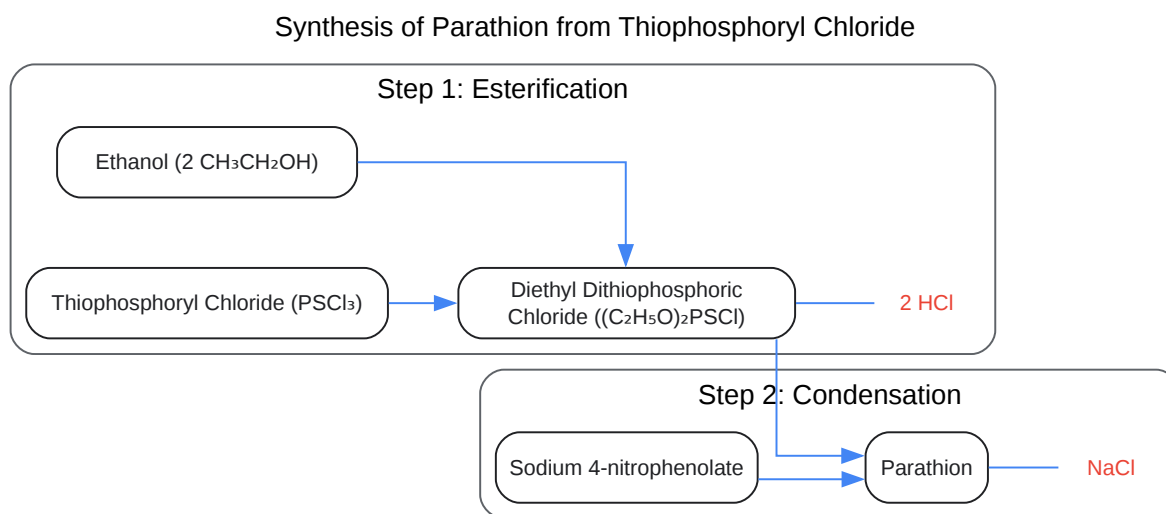 Synthesis of Parathion from Thiophosphoryl Chloride
Step 1: Esterification
Ethanol (2 CH₃CH₂OH)
Thiophosphoryl Chloride (PSCl₃)
Diethyl Dithiophosphoric
Chloride ((C₂H₅O)₂PSCl)
2 HCl
Step 2: Condensation
Sodium 4-nitrophenolate
Parathion
NaCl